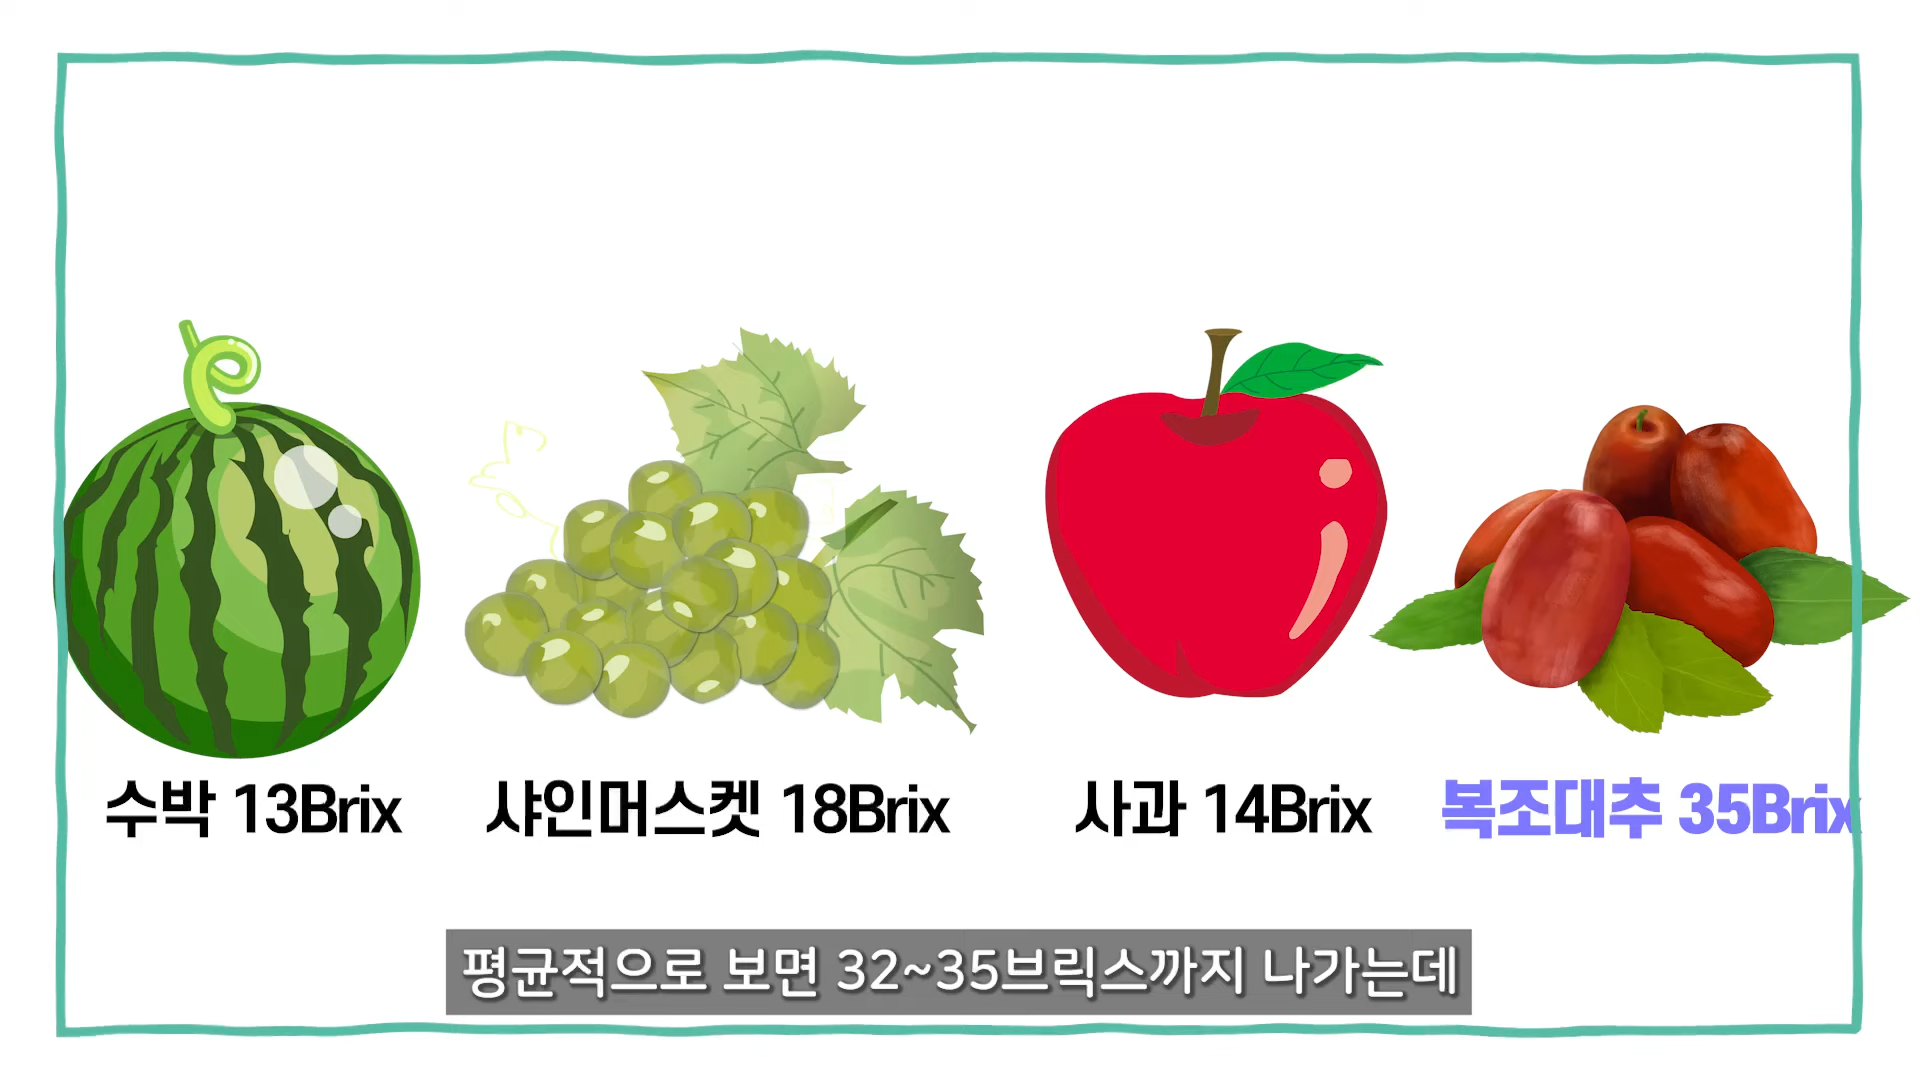 수박 13Brix
샤인머스켓 18Brix
사과 14Brix
복조대추 35Brix
평균적으로 보면 32~35브릭스까지 나가는데